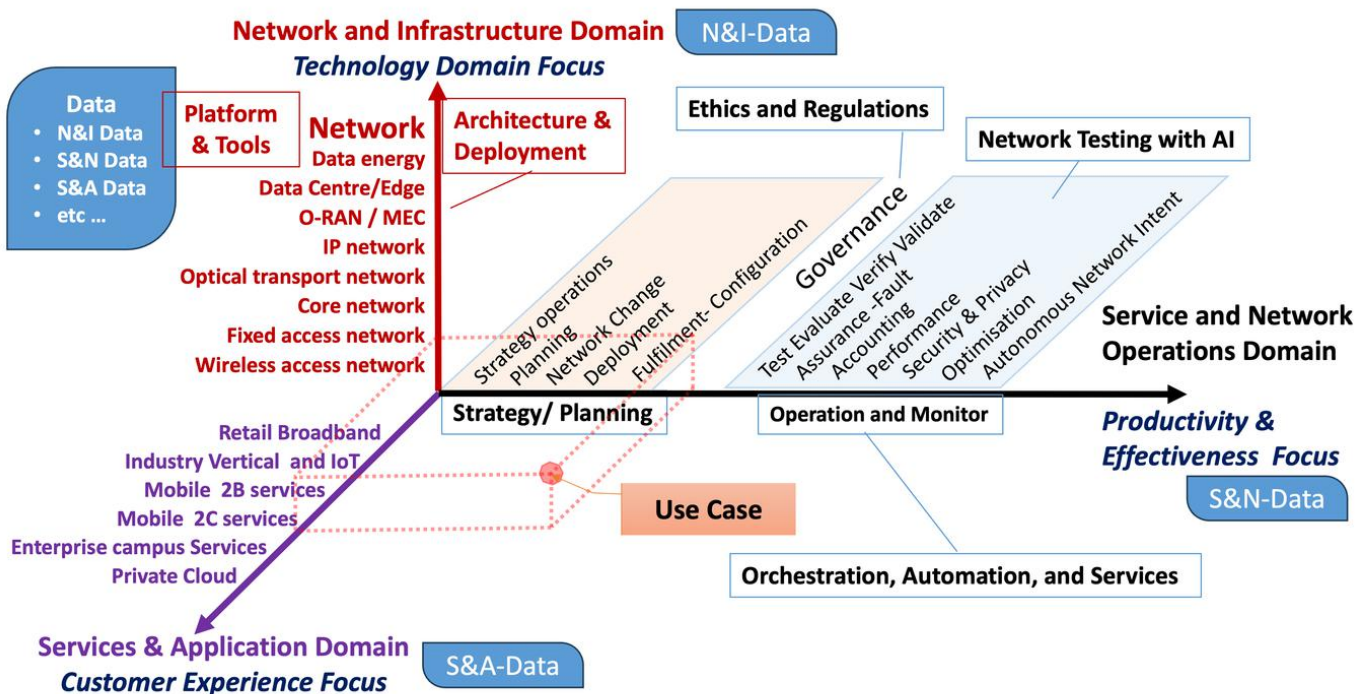 Network and Infrastructure Domain
N&I-Data
Technology Domain Focus
Data
• N&I Data
• S&N Data
• S&A Data
• etc ...
Platform
& Tools
Network
Data energy
Data Centre/Edge
O-RAN / MEC
IP network
Optical transport network
Core network
Fixed access network
Wireless access network
Architecture &
Deployment
Ethics and Regulations
Network Testing with AI
Strategy operations
Planning
Network Change
Deployment
Fulfilment- Configuration
Governance
Test Evaluate Verify Validate
Assurance -Fault
Accounting
Performance
Security & Privacy
Optimisation
Autonomous Network Intent
Service and Network
Operations Domain
Strategy/ Planning
Operation and Monitor
Productivity &
Effectiveness Focus
S&N-Data
Retail Broadband
Industry Vertical and IoT
Mobile 2B services
Mobile 2C services
Enterprise campus Services
Private Cloud
Use Case
Orchestration, Automation, and Services
Services & Application Domain
Customer Experience Focus
S&A-Data